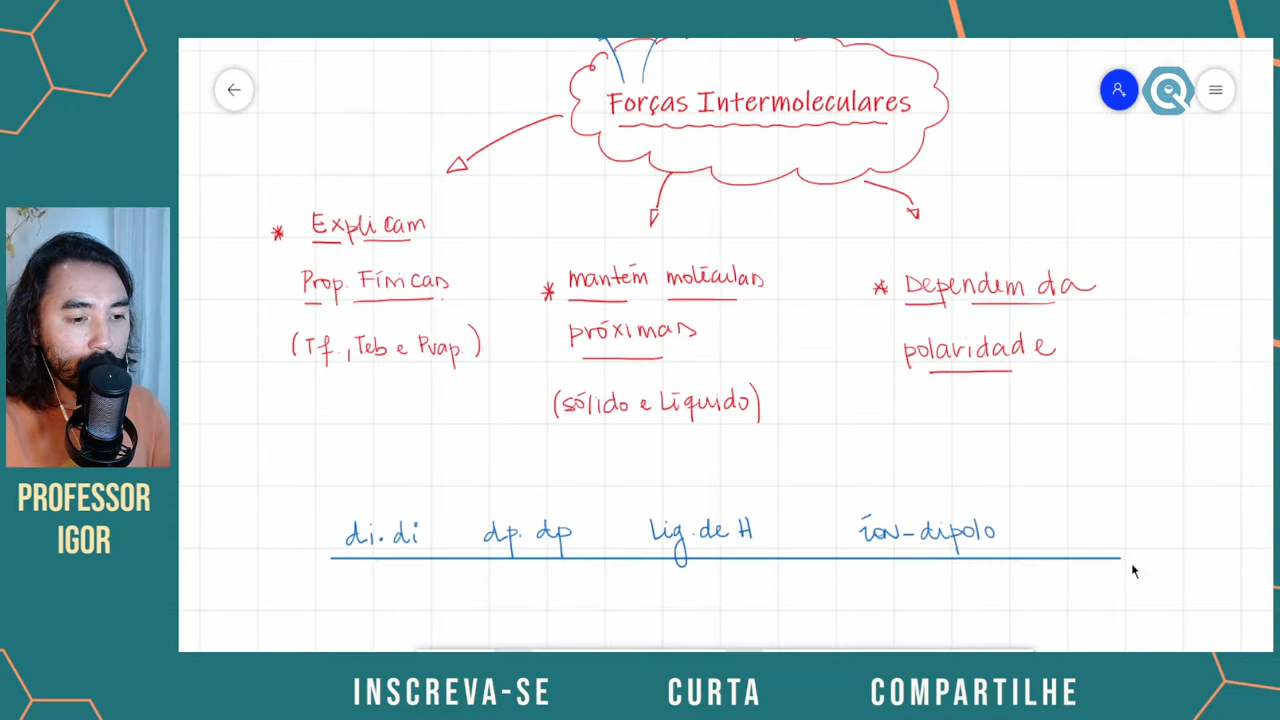 Forças Intermoleculares
* Explicam
Prop. Físicas
(Tf., Teb e Pvap.)
* mantém moléculas
próximas
(sólido e Líquido)
* Dependem da
polaridade
di. di dp. dp Lig. de H íon-dipolo
PROFESSOR
IGOR
INSCREVA-SE CURTA COMPARTILHE